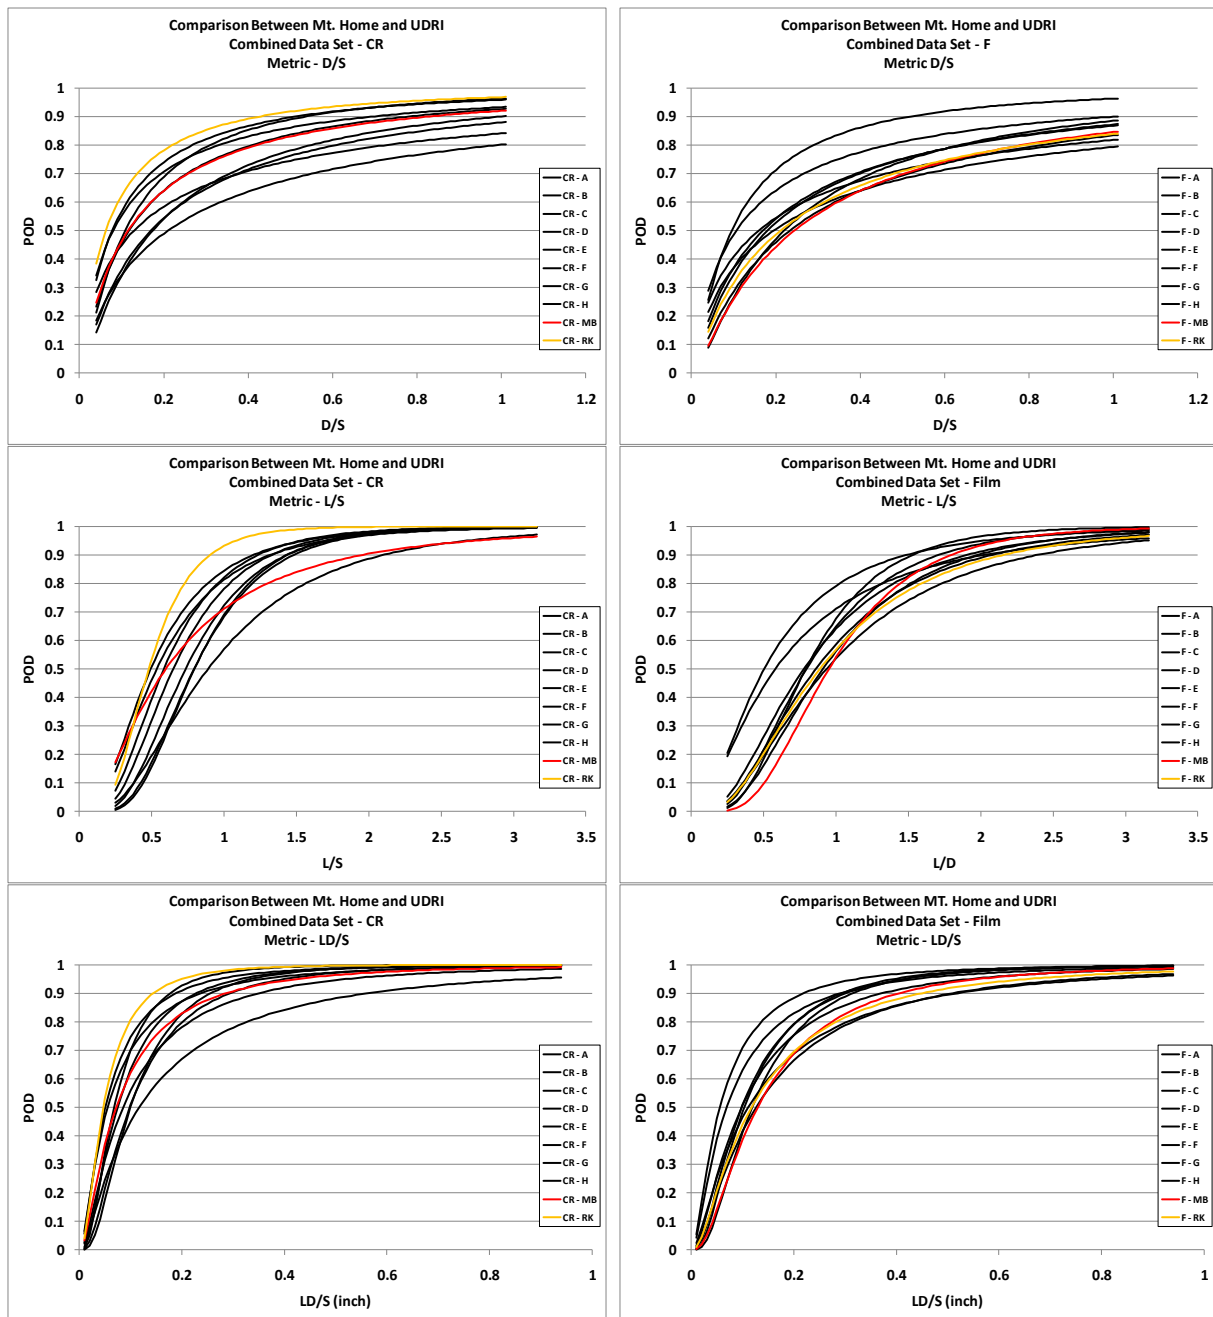 Comparison Between Mt. Home and UDRI
Combined Data Set - CR
Metric - D/S
1
0.9
0.8
0.7
0.6
0.5
0.4
0.3
0.2
0.1
0
POD
0 0.2 0.4 0.6 0.8 1 1.2
D/S
CR - A
CR - B
CR - C
CR - D
CR - E
CR - F
CR - G
CR - H
CR - MB
CR - RK
Comparison Between Mt. Home and UDRI
Combined Data Set - F
Metric D/S
1
0.9
0.8
0.7
0.6
0.5
0.4
0.3
0.2
0.1
0
POD
0 0.2 0.4 0.6 0.8 1 1.2
D/S
F - A
F - B
F - C
F - D
F - E
F - F
F - G
F - H
F - MB
F - RK
Comparison Between Mt. Home and UDRI
Combined Data Set - CR
Metric - L/S
1
0.9
0.8
0.7
0.6
0.5
0.4
0.3
0.2
0.1
0
POD
0 0.5 1 1.5 2 2.5 3 3.5
L/S
CR - A
CR - B
CR - C
CR - D
CR - E
CR - F
CR - G
CR - H
CR - MB
CR - RK
Comparison Between Mt. Home and UDRI
Combined Data Set - Film
Metric - L/S
1
0.9
0.8
0.7
0.6
0.5
0.4
0.3
0.2
0.1
0
POD
0 0.5 1 1.5 2 2.5 3 3.5
L/D
F - A
F - B
F - C
F - D
F - E
F - F
F - G
F - H
F - MB
F - RK
Comparison Between Mt. Home and UDRI
Combined Data Set - CR
Metric - LD/S
1
0.9
0.8
0.7
0.6
0.5
0.4
0.3
0.2
0.1
0
POD
0 0.2 0.4 0.6 0.8 1
LD/S (inch)
CR - A
CR - B
CR - C
CR - D
CR - E
CR - F
CR - G
CR - H
CR - MB
CR - RK
Comparison Between MT. Home and UDRI
Combined Data Set - Film
Metric - LD/S
1
0.9
0.8
0.7
0.6
0.5
0.4
0.3
0.2
0.1
0
POD
0 0.2 0.4 0.6 0.8 1
LD/S (inch)
F - A
F - B
F - C
F - D
F - E
F - F
F - G
F - H
F - MB
F - RK